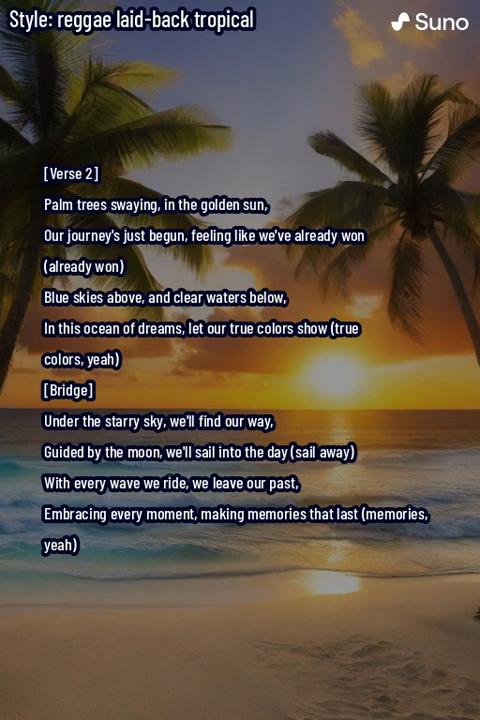 Style: reggae laid-back tropical
Suno
[Verse 2]
Palm trees swaying, in the golden sun,
Our journey's just begun, feeling like we've already won
(already won)
Blue skies above, and clear waters below,
In this ocean of dreams, let our true colors show (true
colors, yeah)
[Bridge]
Under the starry sky, we'll find our way,
Guided by the moon, we'll sail into the day (sail away)
With every wave we ride, we leave our past,
Embracing every moment, making memories that last (memories,
yeah)